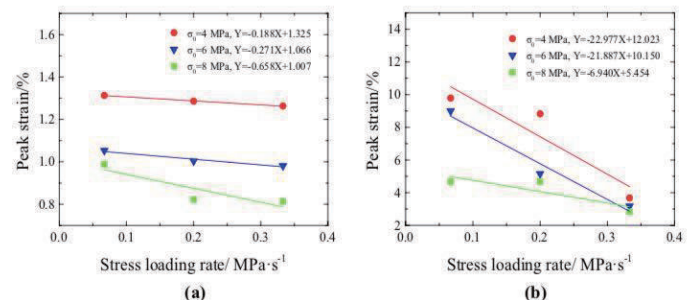 σ₀=4 MPa, Y=-0.188X+1.325
σ₀=6 MPa, Y=-0.271X+1.066
σ₀=8 MPa, Y=-0.658X+1.007
Peak strain/%
1.6
1.4
1.2
1.0
0.8
0.0 0.1 0.2 0.3 0.4
Stress loading rate/ MPa·s⁻¹
(a)
σ₀=4 MPa, Y=-22.977X+12.023
σ₀=6 MPa, Y=-21.887X+10.150
σ₀=8 MPa, Y=-6.940X+5.454
Peak strain/%
14
12
10
8
6
4
2
0.0 0.1 0.2 0.3 0.4
Stress loading rate/ MPa·s⁻¹
(b)